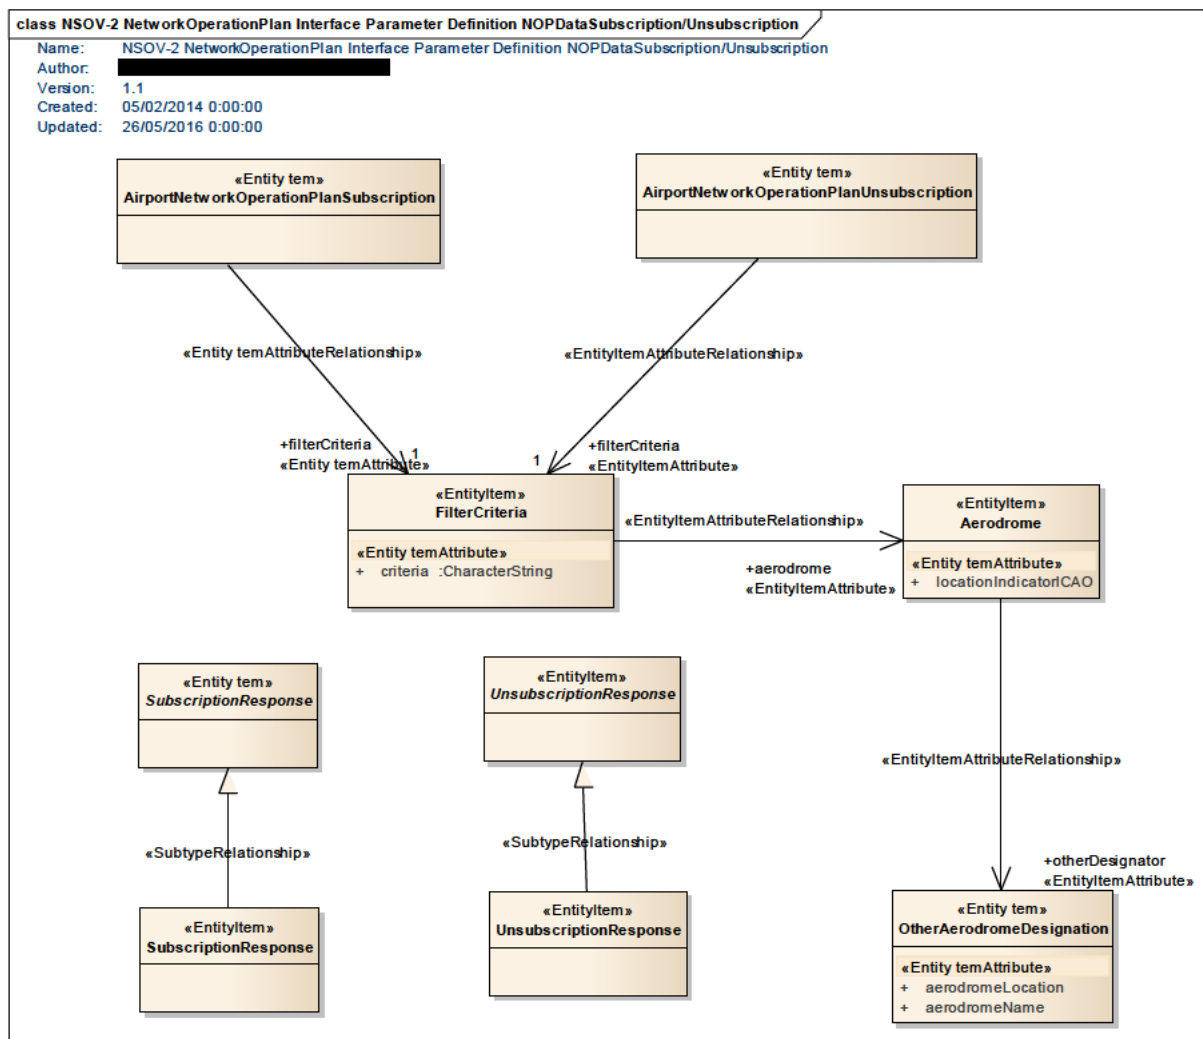 class NSOV-2 NetworkOperationPlan Interface Parameter Definition NOPDataSubscription/Unsubscription
Name: NSOV-2 NetworkOperationPlan Interface Parameter Definition NOPDataSubscription/Unsubscription
Author:
Version: 1.1
Created: 05/02/2014 0:00:00
Updated: 26/05/2016 0:00:00
«Entity tem»
AirportNetworkOperationPlanSubscription
«Entity tem»
AirportNetworkOperationPlanUnsubscription
«Entity temAttributeRelationship»
«EntityItemAttributeRelationship»
+filterCriteria
«Entity temAttribute»
1
1
+filterCriteria
«EntityItemAttribute»
«EntityItem»
FilterCriteria
«Entity temAttribute»
+ criteria :CharacterString
«EntityItemAttributeRelationship»
+aerodrome
«EntityItemAttribute»
«EntityItem»
Aerodrome
«Entity temAttribute»
+ locationIndicatorICAO
«Entity tem»
SubscriptionResponse
«EntityItem»
UnsubscriptionResponse
«EntityItemAttributeRelationship»
«SubtypeRelationship»
«SubtypeRelationship»
+otherDesignator
«EntityItemAttribute»
«EntityItem»
SubscriptionResponse
«EntityItem»
UnsubscriptionResponse
«Entity tem»
OtherAerodromeDesignation
«Entity temAttribute»
+ aerodromeLocation
+ aerodromeName